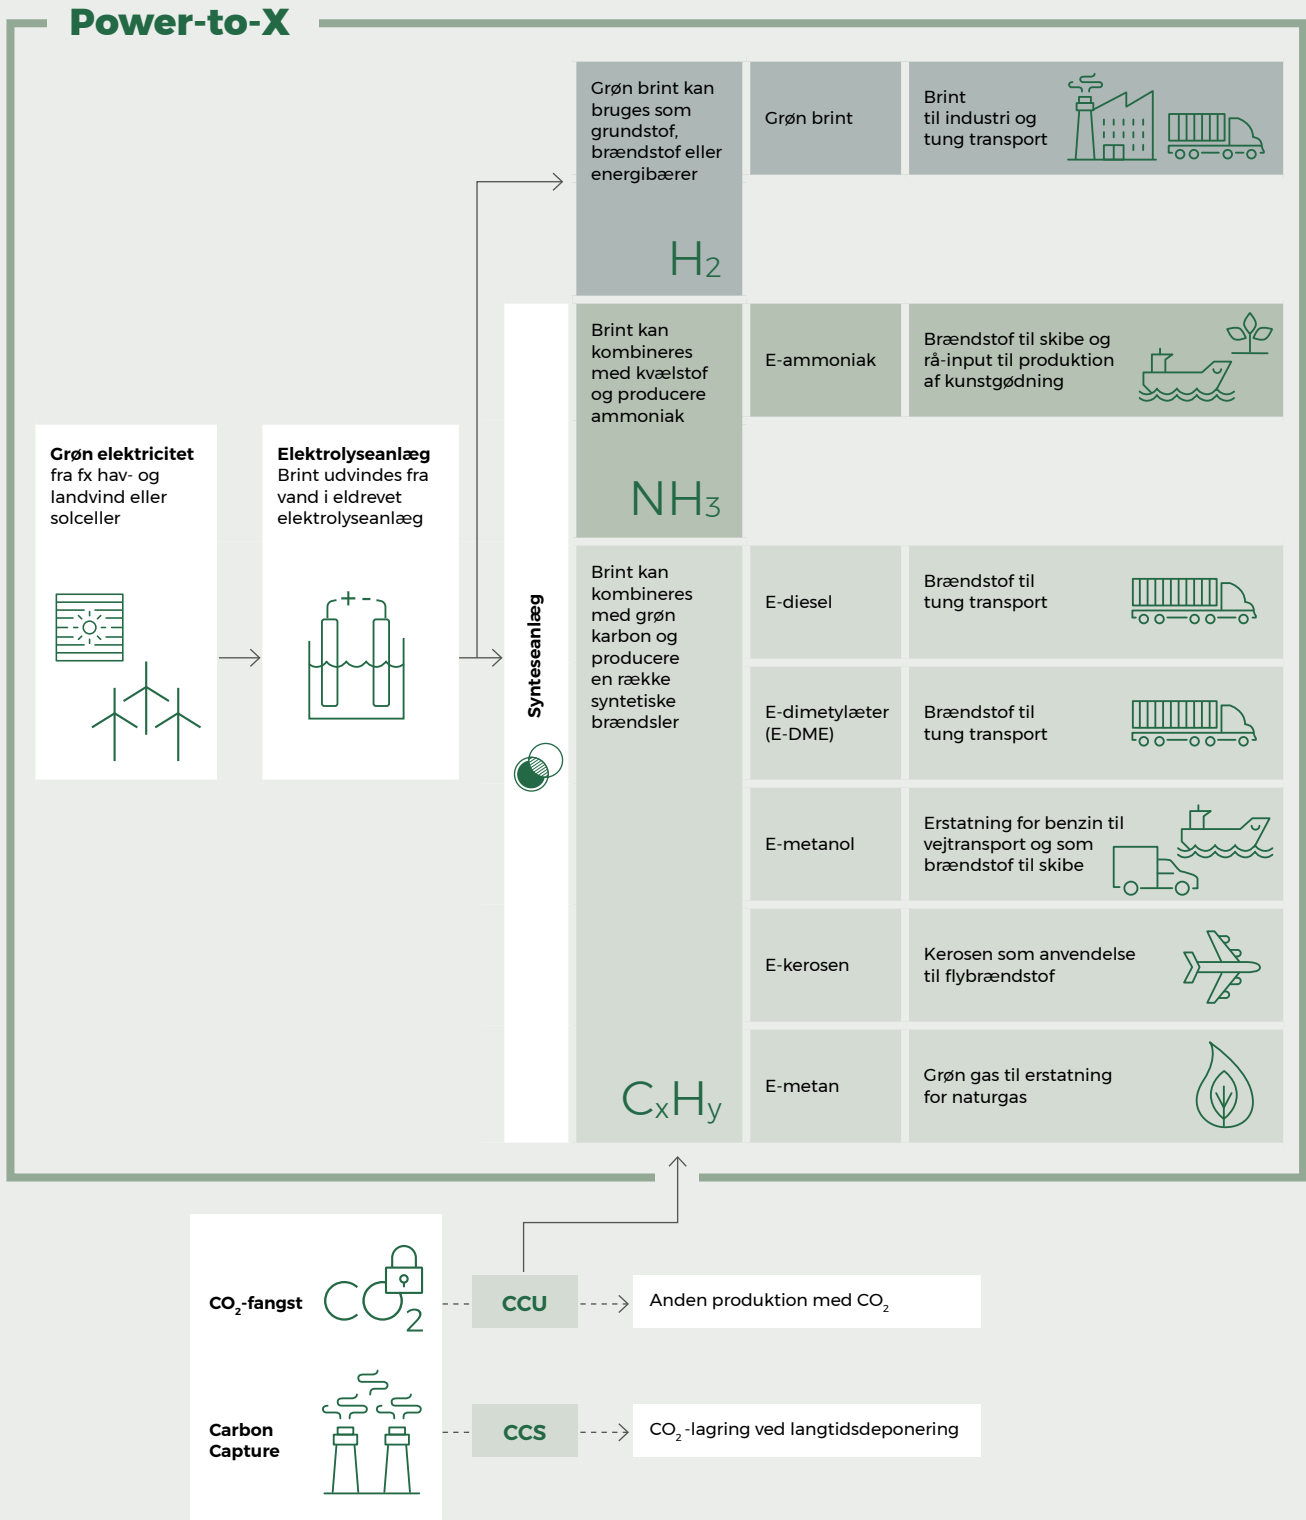 Power-to-X
Grøn elektricitet
fra fx hav- og
landvind eller
solceller
Elektrolyseanlæg
Brint udvindes fra
vand i eldrevet
elektrolyseanlæg
+
-
Synteseanlæg
Grøn brint kan
bruges som
grundstof,
brændstof eller
energibærer
H₂
Grøn brint
Brint
til industri og
tung transport
Brint kan
kombineres
med kvælstof
og producere
ammoniak
NH₃
E-ammoniak
Brændstof til skibe og
rå-input til produktion
af kunstgødning
Brint kan
kombineres
med grøn
karbon og
producere
en række
syntetiske
brændsler
CₓHᵧ
E-diesel
Brændstof til
tung transport
E-dimetylæter
(E-DME)
Brændstof til
tung transport
E-metanol
Erstatning for benzin til
vejtransport og som
brændstof til skibe
E-kerosen
Kerosen som anvendelse
til flybrændstof
E-metan
Grøn gas til erstatning
for naturgas
CO₂-fangst
CO₂
CCU
Anden produktion med CO₂
Carbon
Capture
CCS
CO₂-lagring ved langtidsdeponering